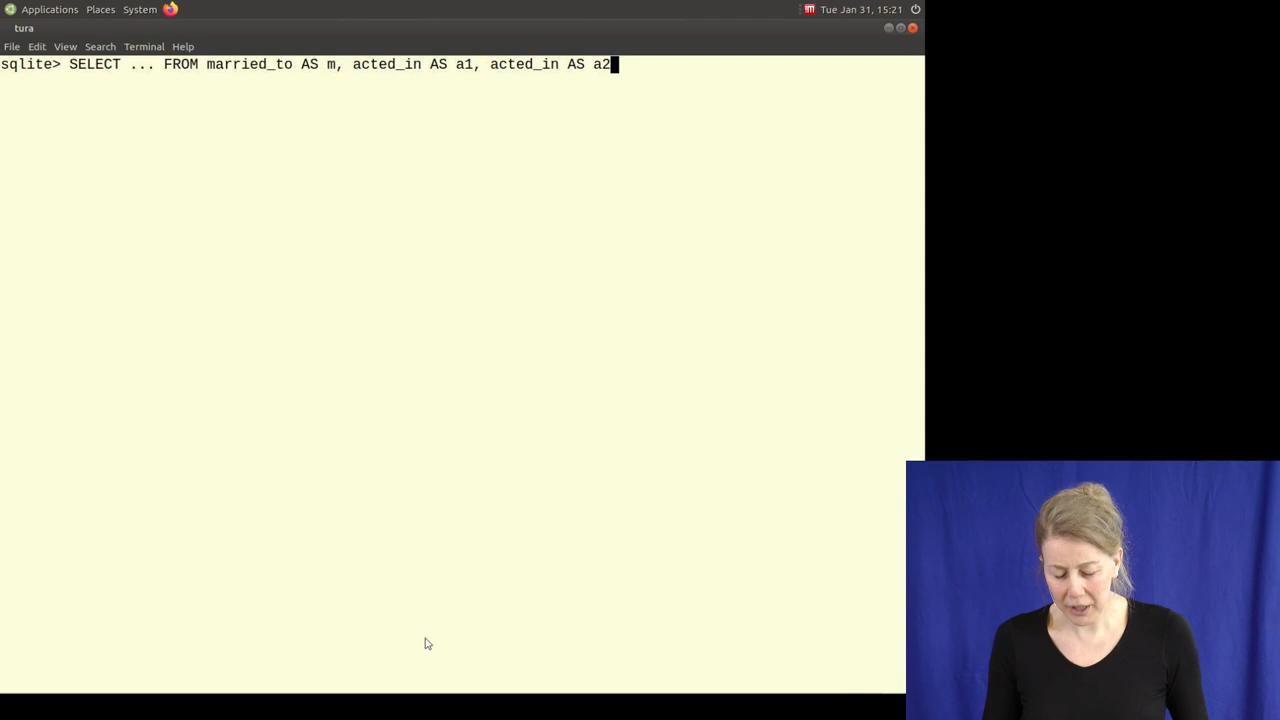 Applications Places System Tue Jan 31, 15:21
tura
File Edit View Search Terminal Help
sqlite> SELECT ... FROM married_to AS m, acted_in AS a1, acted_in AS a2